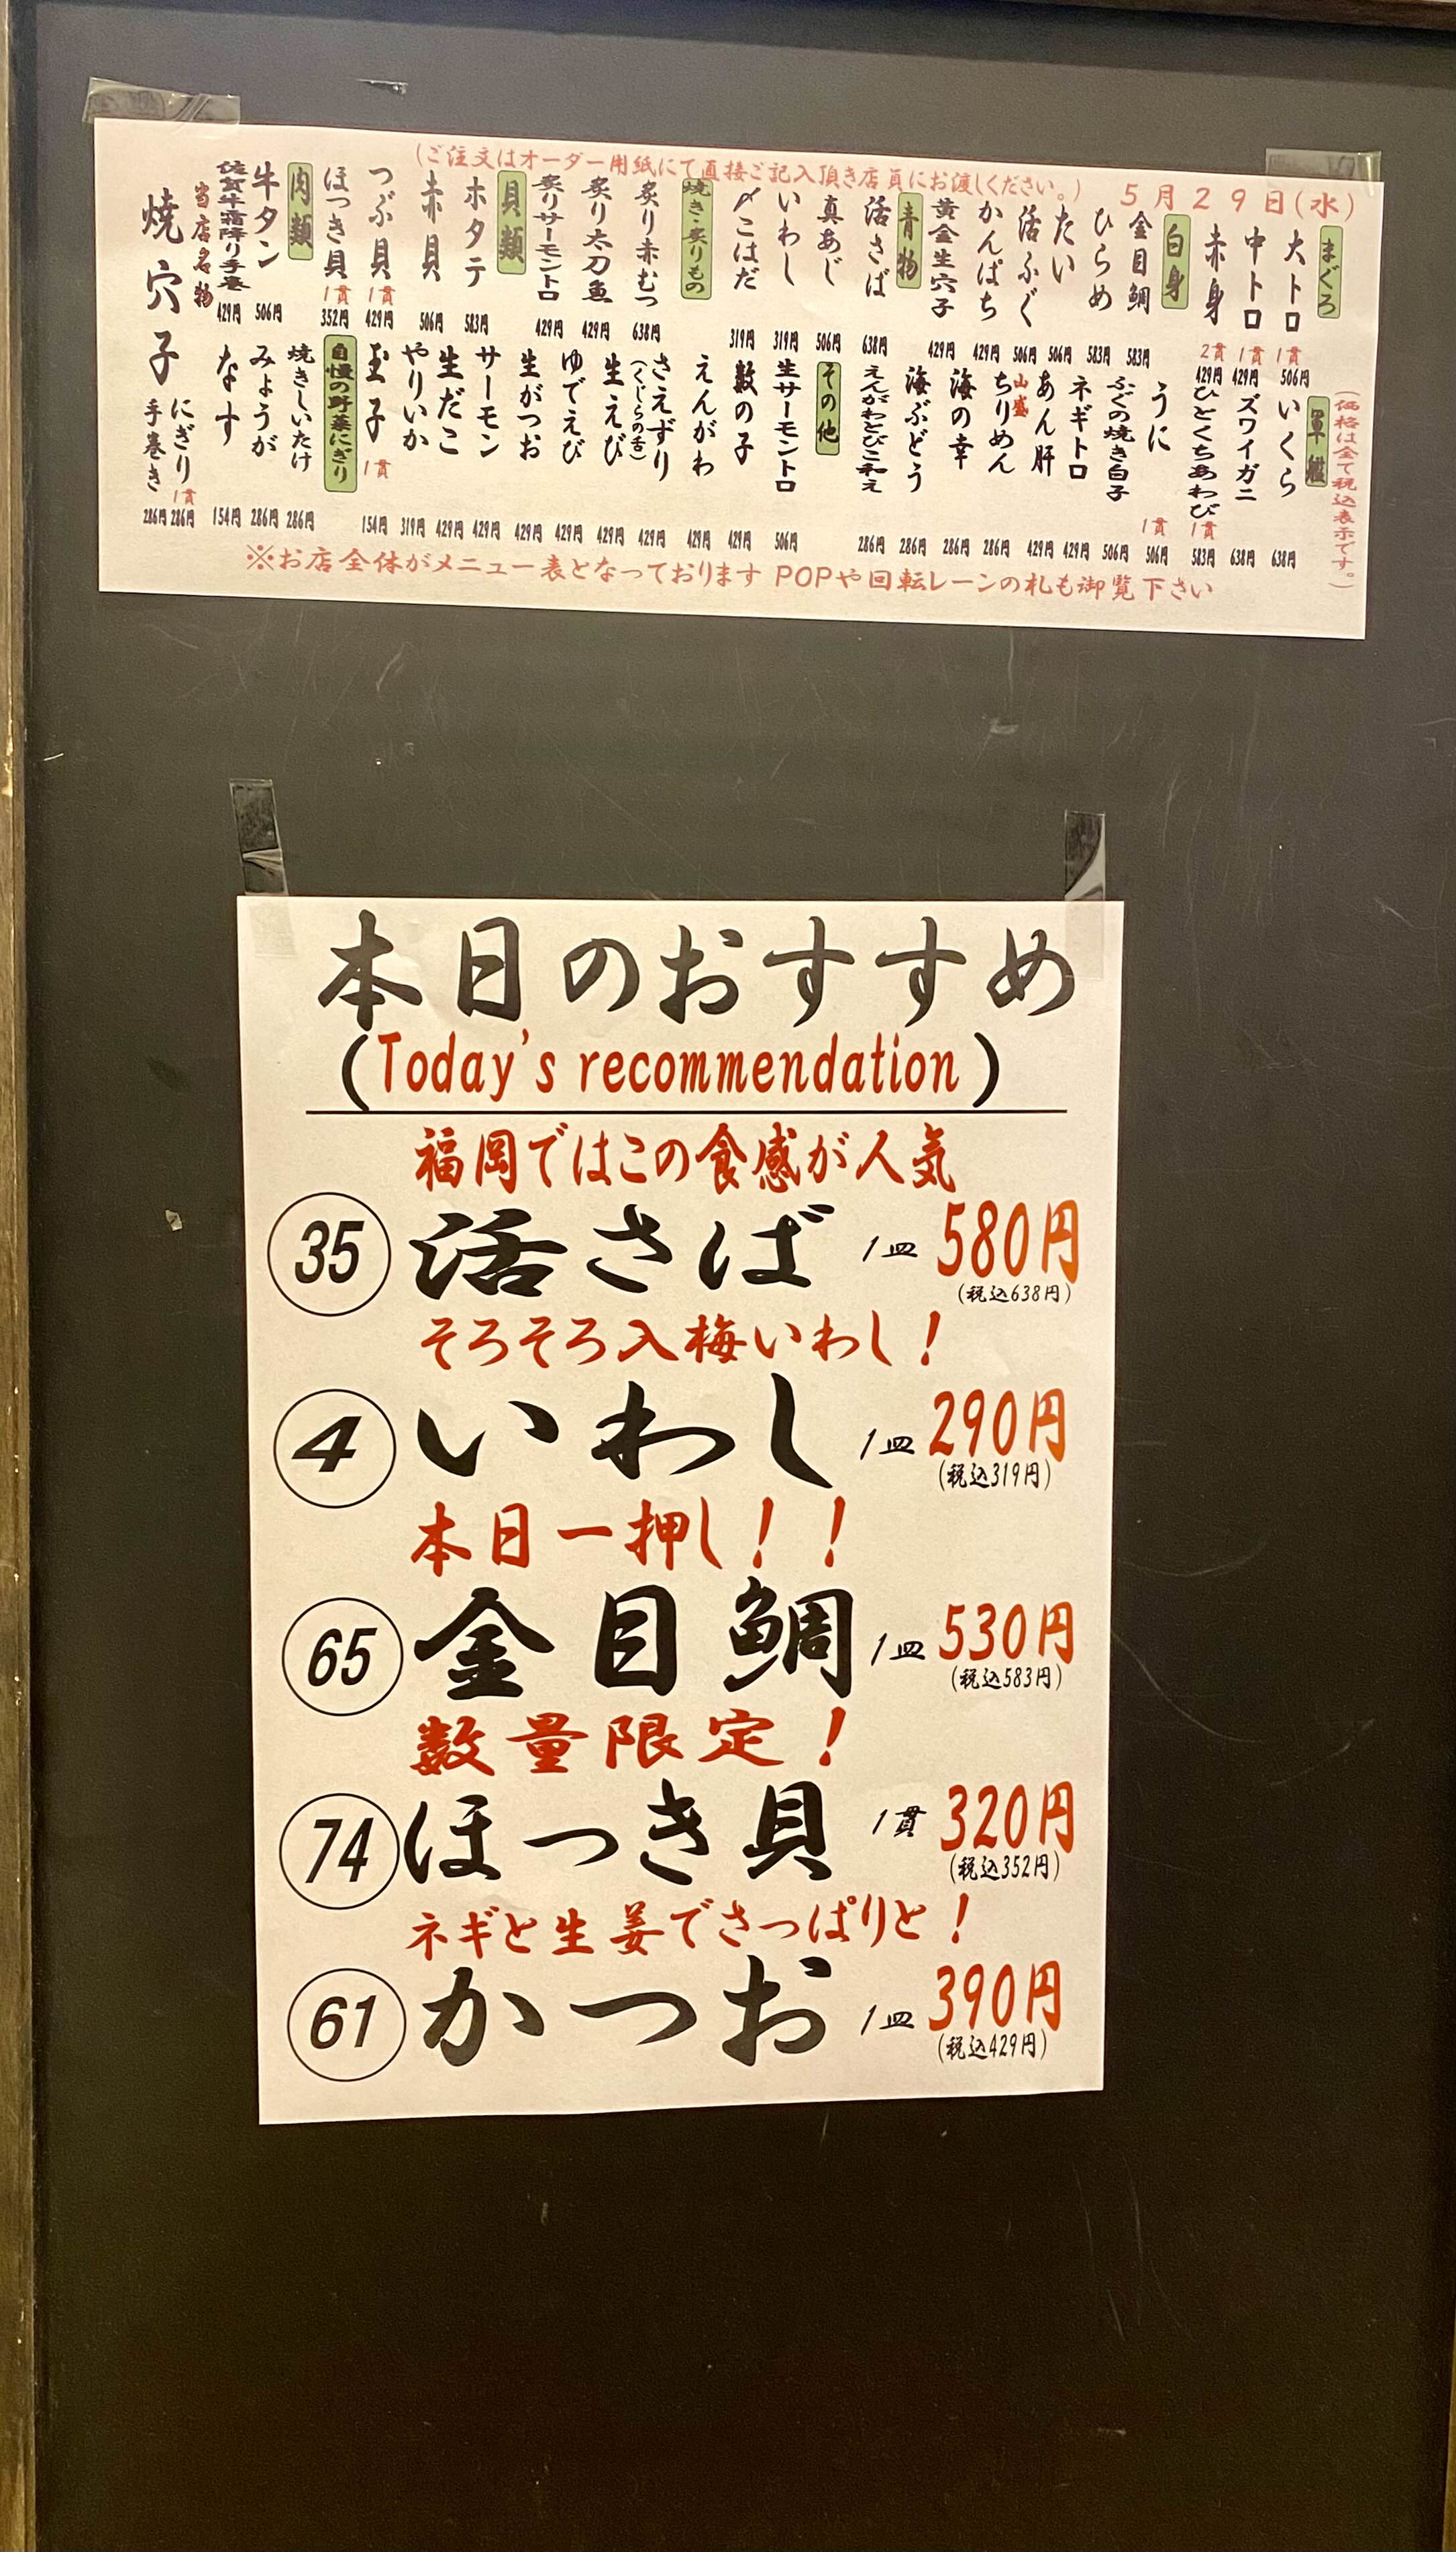 (ご注文はオーダー用紙にて直接ご記入頂き店員にお渡しください。) 5月29日(水)
まぐろ
大トロ 1貫 506円
中トロ 1貫 429円
赤身 2貫 429円
白身
金目鯛 583円
ひらめ 583円
たい 506円
活ふぐ 506円
かんぱち 429円
黄金生穴子 429円
青物
活さば 638円
真あじ 506円
いわし 319円
〆こはだ 319円
焼き・炙りもの
炙り赤むつ 638円
炙り太刀魚 429円
炙りサーモントロ 429円
貝類
ホタテ 583円
赤貝 506円
つぶ貝 1貫 429円
ほっき貝 1貫 352円
肉類
牛タン 506円
佐賀牛霜降り手巻 429円
(価格は全て税込表示です。)
軍艦
いくら 638円
ズワイガニ 638円
ひとくちあわび 1貫 583円
うに 1貫 506円
ふぐの焼き白子 506円
ネギトロ 429円
あん肝 429円
山盛ちりめん 286円
海の幸 286円
海ぶどう 286円
えんがわとびこ和え 286円
その他
生サーモントロ 506円
数の子 429円
えんがわ 429円
さえずり(くじらの舌) 429円
生えび 429円
ゆでえび 429円
生がつお 429円
サーモン 429円
生だこ 429円
やりいか 319円
玉子 1貫 154円
自慢の野菜にぎり
焼きしいたけ 286円
みょうが 286円
なす 154円
当店名物
焼穴子
にぎり 1貫 286円
手巻き 286円
※お店全体がメニュー表となっております POPや回転レーンの札も御覧下さい
本日のおすすめ
(Today's recommendation)
福岡ではこの食感が人気
35 活さば 1皿 580円
(税込638円)
そろそろ入梅いわし！
4 いわし 1皿 290円
(税込319円)
本日一押し！！
65 金目鯛 1皿 530円
(税込583円)
数量限定！
74 ほっき貝 1貫 320円
(税込352円)
ネギと生姜でさっぱりと！
61 かつお 1皿 390円
(税込429円)